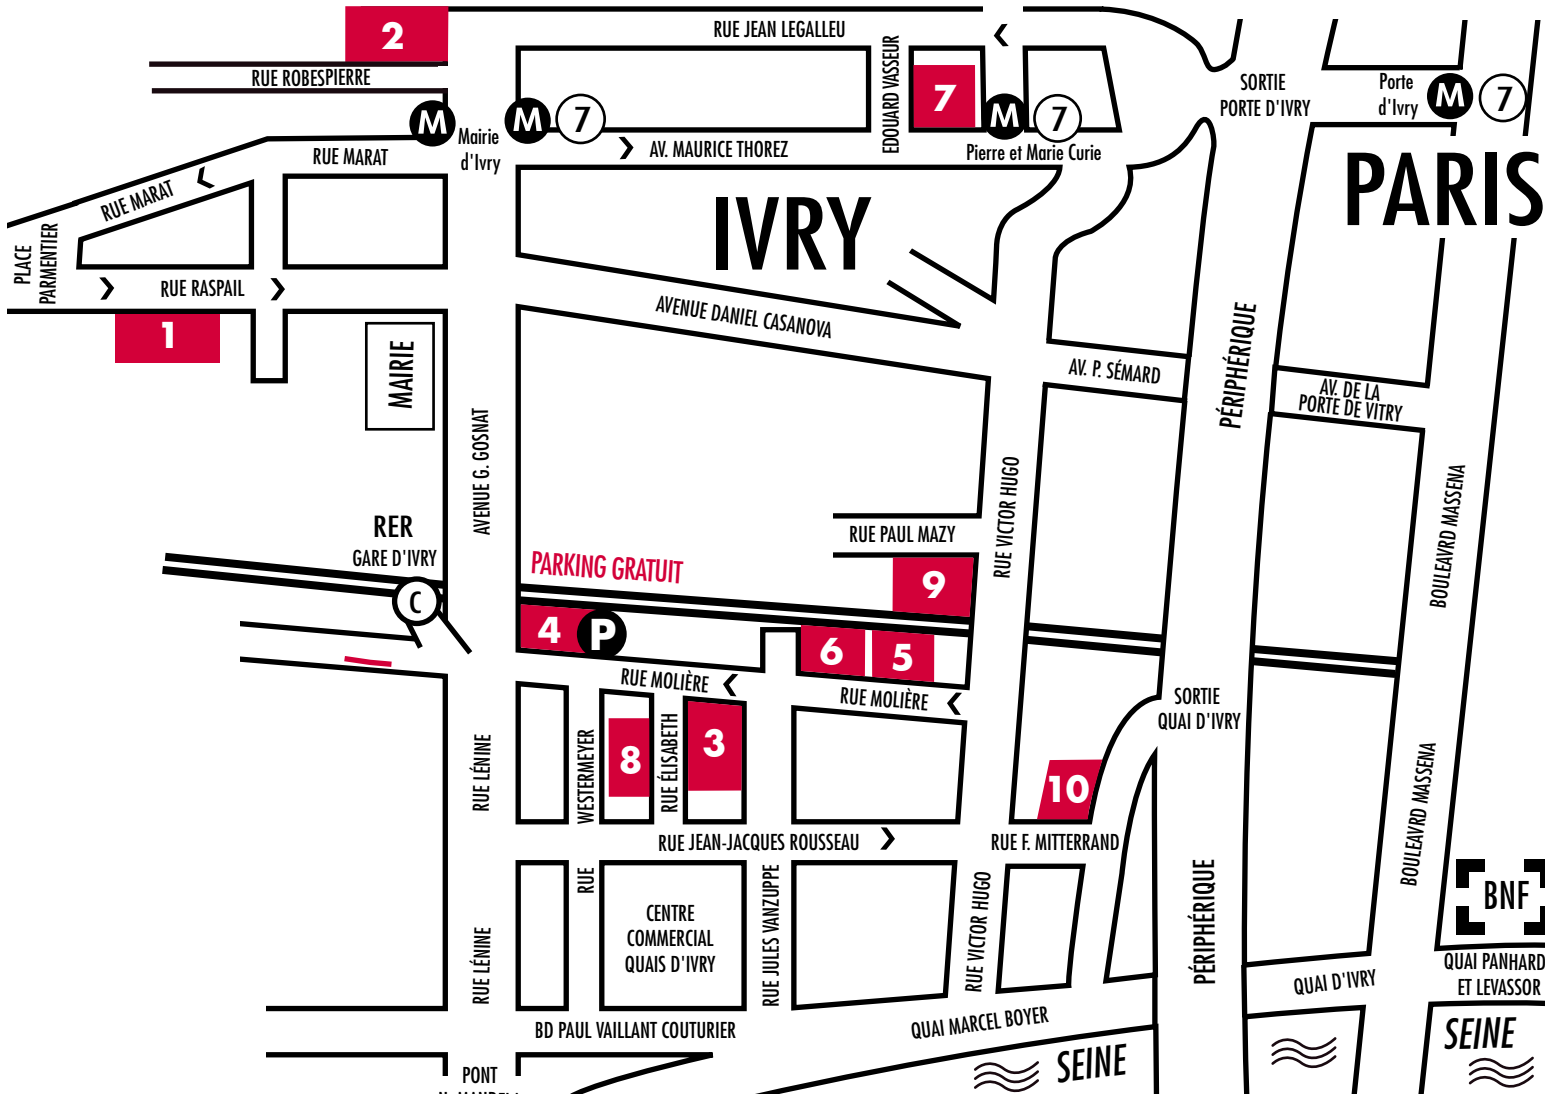 2
RUE JEAN LEGALLEU
RUE ROBESPIERRE
EDOUARD VASSEUR
7
SORTIE
PORTE D'IVRY
Porte
d'Ivry
M
7
M
Mairie
d'Ivry
M
7
M
7
Pierre et Marie Curie
RUE MARAT
AV. MAURICE THOREZ
RUE MARAT
IVRY
PARIS
PLACE
PARMENTIER
RUE RASPAIL
1
MAIRIE
AVENUE DANIEL CASANOVA
AV. P. SÉMARD
PÉRIPHÉRIQUE
AV. DE LA
PORTE DE VITRY
AVENUE G. GOSNAT
RUE VICTOR HUGO
BOULEAVRD MASSENA
RER
GARE D'IVRY
C
RUE PAUL MAZY
PARKING GRATUIT
9
4
P
6
5
RUE MOLIÈRE
RUE MOLIÈRE
SORTIE
QUAI D'IVRY
RUE LÉNINE
WESTERMEYER
8
RUE ÉLISABETH
3
10
BOULEAVRD MASSENA
RUE JEAN-JACQUES ROUSSEAU
RUE F. MITTERRAND
RUE
CENTRE
COMMERCIAL
QUAIS D'IVRY
RUE JULES VANZUPPE
RUE VICTOR HUGO
PÉRIPHÉRIQUE
BNF
RUE LÉNINE
QUAI D'IVRY
QUAI PANHARD
ET LEVASSOR
BD PAUL VAILLANT COUTURIER
QUAI MARCEL BOYER
SEINE
SEINE
PONT